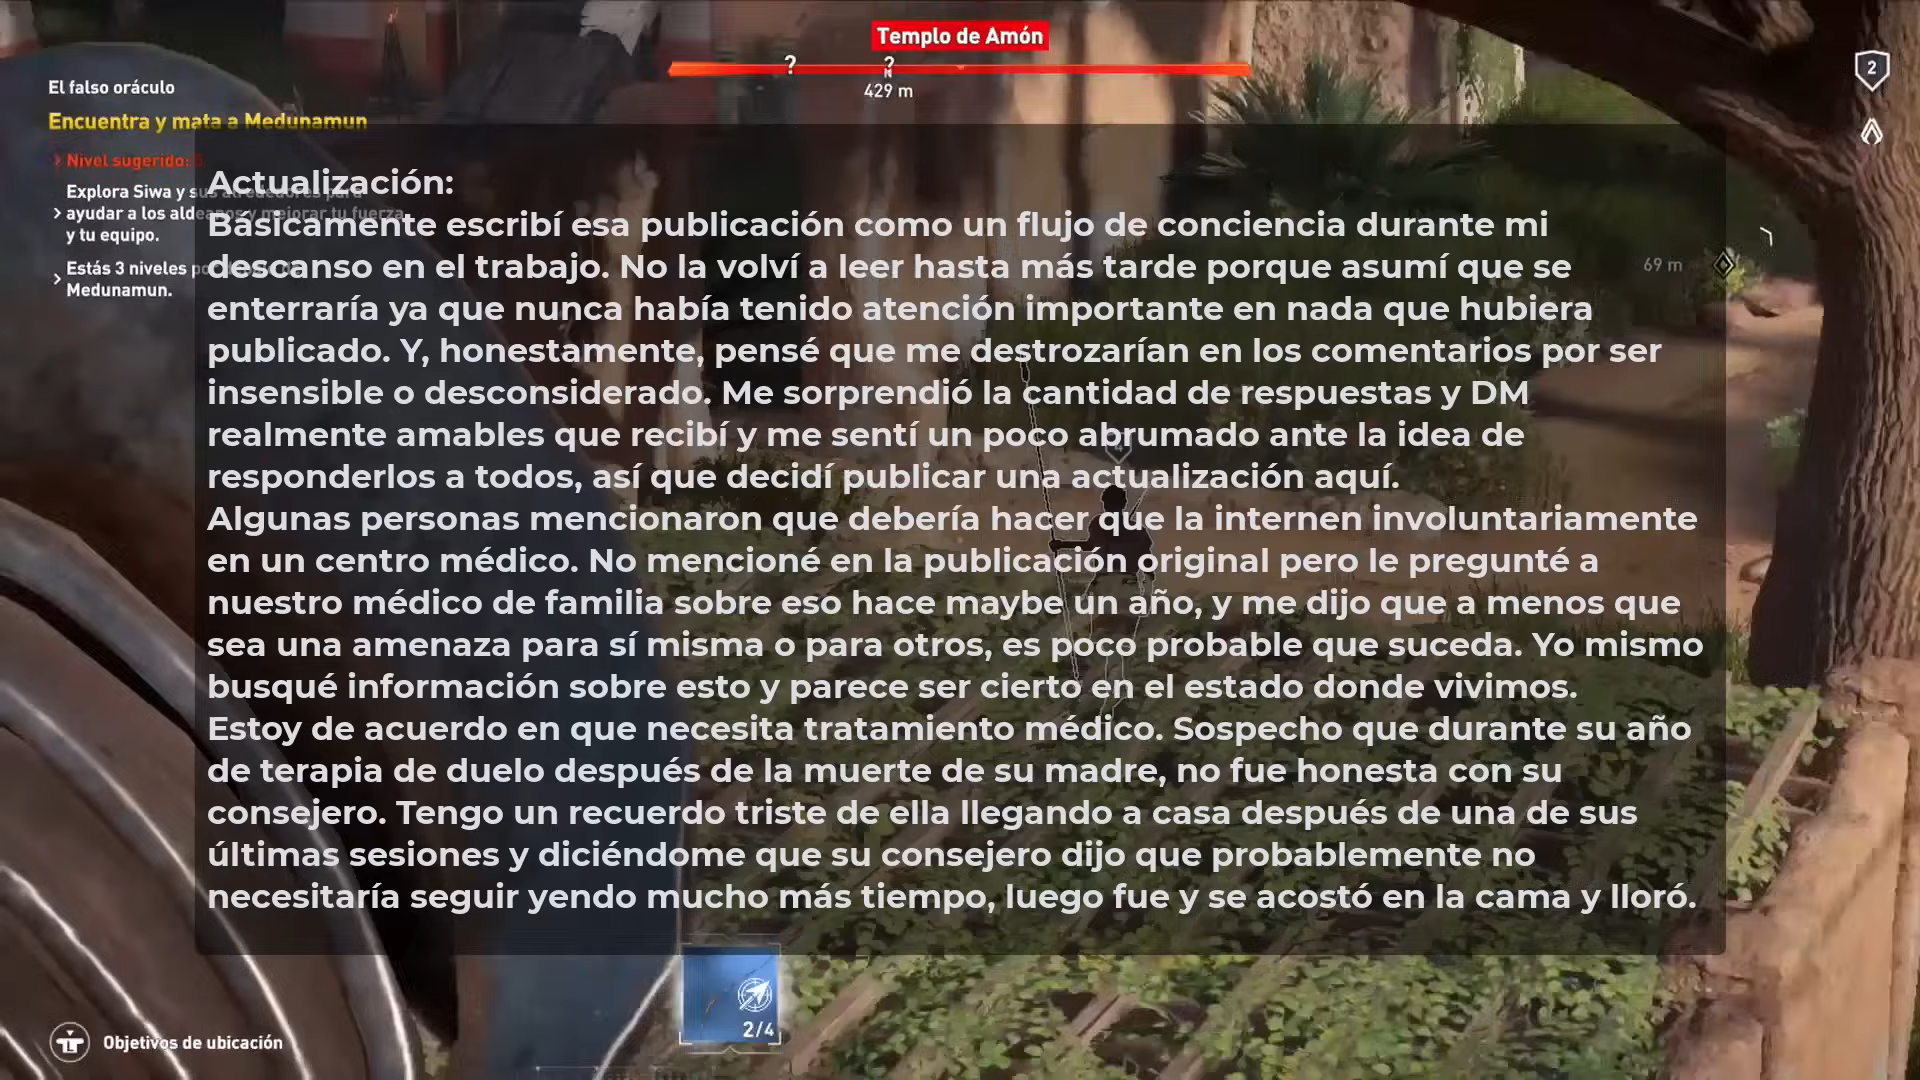 Templo de Amón
?
?
N
429 m
2
El falso oráculo
Encuentra y mata a Medunamun
Nivel sugerido: 5
Explora Siwa y sus alrededores para
ayudar a los aldeanos y mejorar tu fuerza
y tu equipo.
Estás 3 niveles
Medunamun.
69 m
Actualización:
Básicamente escribí esa publicación como un flujo de conciencia durante mi
descanso en el trabajo. No la volví a leer hasta más tarde porque asumí que se
enterraría ya que nunca había tenido atención importante en nada que hubiera
publicado. Y, honestamente, pensé que me destrozarían en los comentarios por ser
insensible o desconsiderado. Me sorprendió la cantidad de respuestas y DM
realmente amables que recibí y me sentí un poco abrumado ante la idea de
responderlos a todos, así que decidí publicar una actualización aquí.
Algunas personas mencionaron que debería hacer que la internen involuntariamente
en un centro médico. No mencioné en la publicación original pero le pregunté a
nuestro médico de familia sobre eso hace maybe un año, y me dijo que a menos que
sea una amenaza para sí misma o para otros, es poco probable que suceda. Yo mismo
busqué información sobre esto y parece ser cierto en el estado donde vivimos.
Estoy de acuerdo en que necesita tratamiento médico. Sospecho que durante su año
de terapia de duelo después de la muerte de su madre, no fue honesta con su
consejero. Tengo un recuerdo triste de ella llegando a casa después de una de sus
últimas sesiones y diciéndome que su consejero dijo que probablemente no
necesitaría seguir yendo mucho más tiempo, luego fue y se acostó en la cama y lloró.
2/4
Objetivos de ubicación